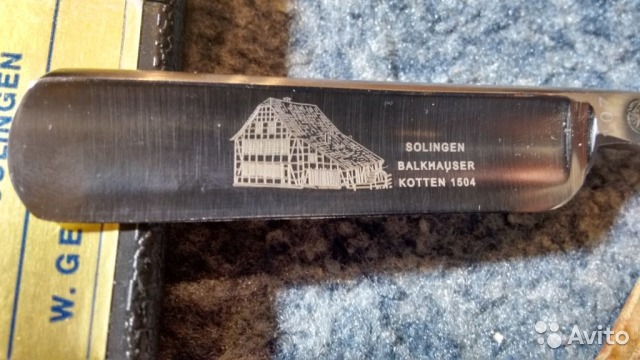 SOLINGEN
BALKHAUSER
KOTTEN 1504
SOLINGEN
W. GE
Avito